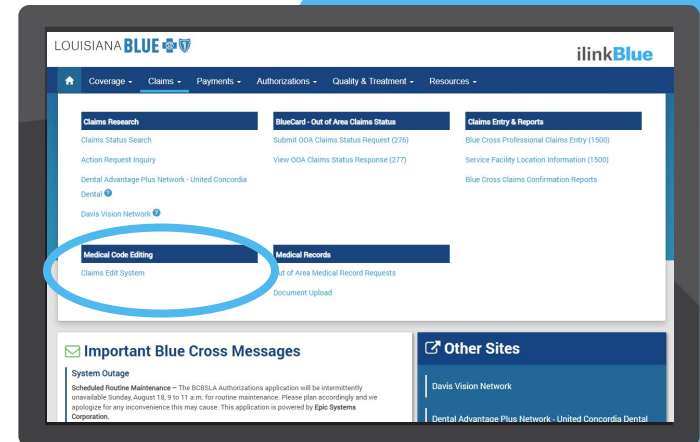 LOUISIANA BLUE
ilinkBlue
Coverage Claims Payments Authorizations Quality & Treatment Resources
Claims Research
Claims Status Search
Action Request Inquiry
Dental Advantage Plus Network - United Concordia
Dental
Davis Vision Network
BlueCard - Out of Area Claims Status
Submit OOA Claims Status Request (276)
View OOA Claims Status Response (277)
Claims Entry & Reports
Blue Cross Professional Claims Entry (1500)
Service Facility Location Information (1500)
Blue Cross Claims Confirmation Reports
Medical Code Editing
Claims Edit System
Medical Records
Out of Area Medical Record Requests
Document Upload
Important Blue Cross Messages
System Outage
Scheduled Routine Maintenance – The BCBSLA Authorizations application will be intermittently
unavailable Sunday, August 18, 9 to 11 a.m. for routine maintenance. Please plan accordingly and we
apologize for any inconvenience this may cause. This application is powered by Epic Systems
Corporation.
Other Sites
Davis Vision Network
Dental Advantage Plus Network - United Concordia Dental